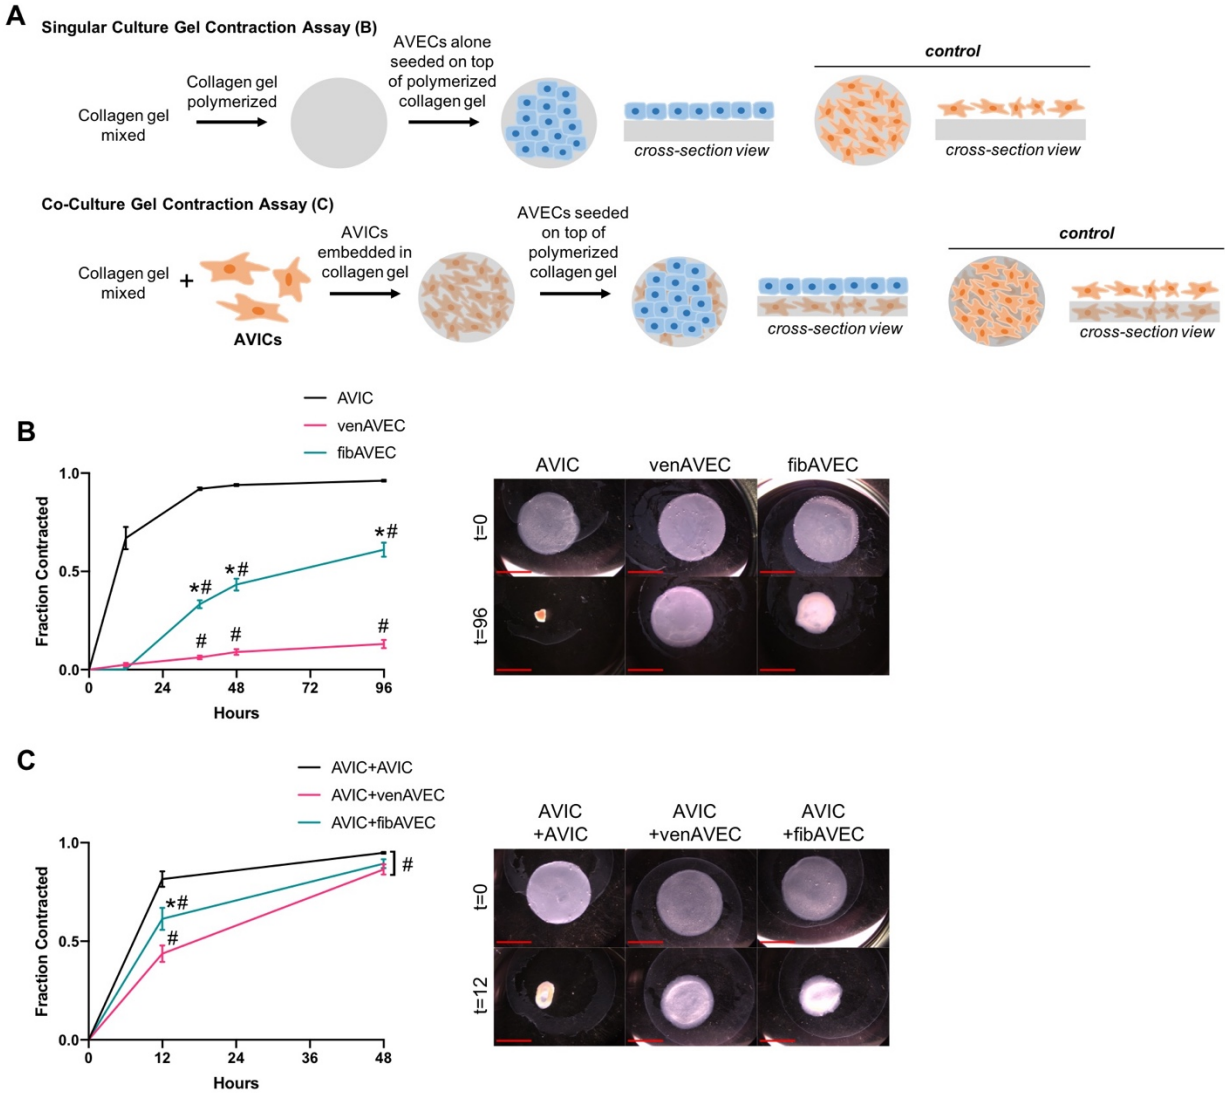 A
Singular Culture Gel Contraction Assay (B)
Collagen gel
mixed
Collagen gel
polymerized
AVECs alone
seeded on top
of polymerized
collagen gel
cross-section view
control
cross-section view
Co-Culture Gel Contraction Assay (C)
Collagen gel
mixed
+
AVICs
AVICs
embedded in
collagen gel
AVECs seeded
on top of
polymerized
collagen gel
cross-section view
control
cross-section view
B
AVIC
venAVEC
fibAVEC
Fraction Contracted
1.0
0.5
0.0
*#
*#
*#
#
#
#
0 24 48 72 96
Hours
AVIC venAVEC fibAVEC
t=0
t=96
C
AVIC+AVIC
AVIC+venAVEC
AVIC+fibAVEC
Fraction Contracted
1.0
0.5
0.0
*#
#
#
0 12 24 36 48
Hours
AVIC
+AVIC
AVIC
+venAVEC
AVIC
+fibAVEC
t=0
t=12